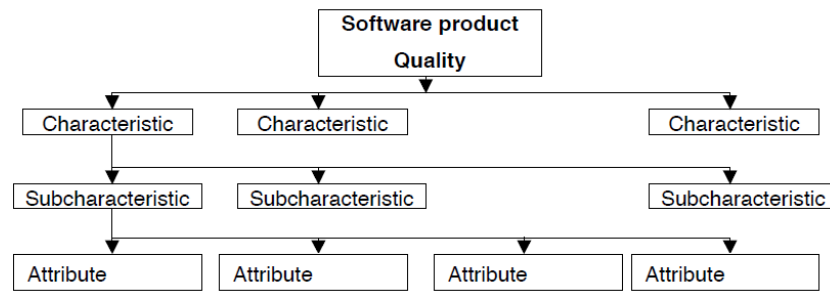 Software product
Quality
Characteristic
Characteristic
Characteristic
Subcharacteristic
Subcharacteristic
Subcharacteristic
Attribute
Attribute
Attribute
Attribute